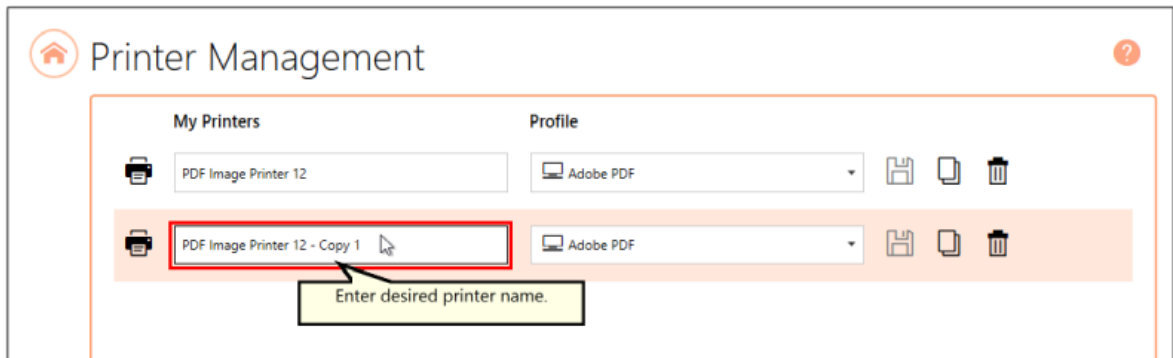 Printer Management
?
My Printers Profile
PDF Image Printer 12 Adobe PDF
PDF Image Printer 12 - Copy 1 Adobe PDF
Enter desired printer name.